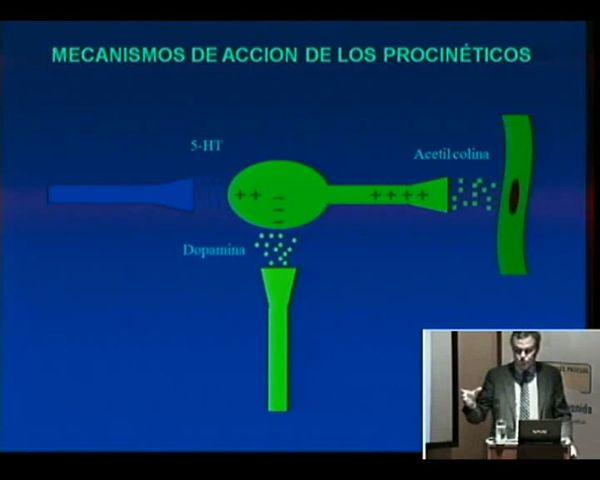 MECANISMOS DE ACCION DE LOS PROCINÉTICOS
5-HT
Acetil colina
++
++++
Dopamina